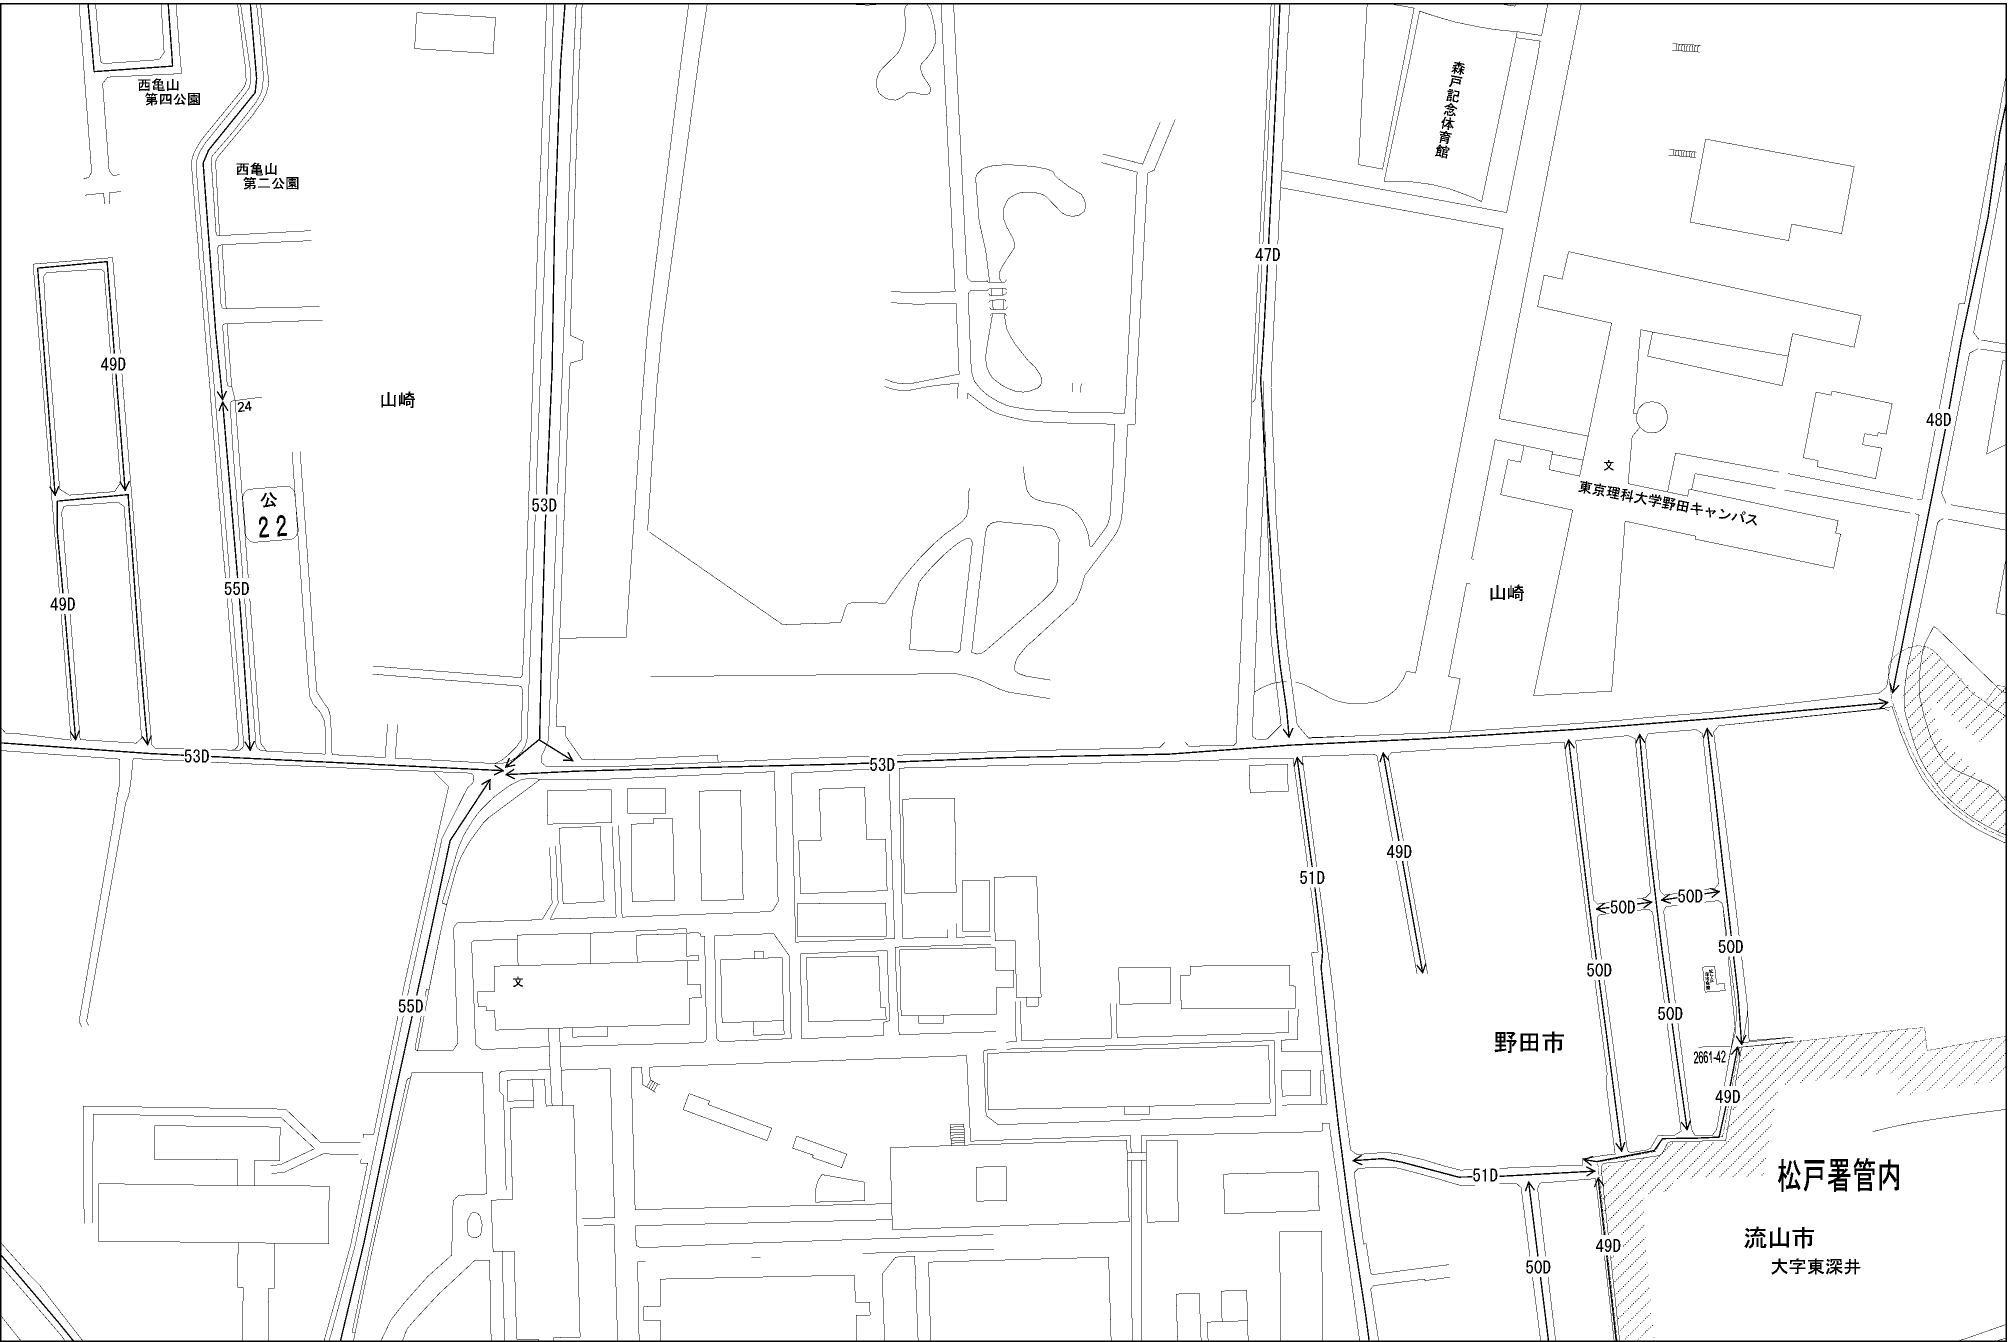 西亀山
第四公園
西亀山
第二公園
森戸記念体育館
47D
49D
山崎
24
48D
文
東京理科大学野田キャンパス
公
22
53D
55D
49D
山崎
53D
53D
49D
51D
50D
50D
50D
50D
文
55D
50D
野田市
2661-42
49D
51D
松戸署管内
流山市
大字東深井
49D
50D